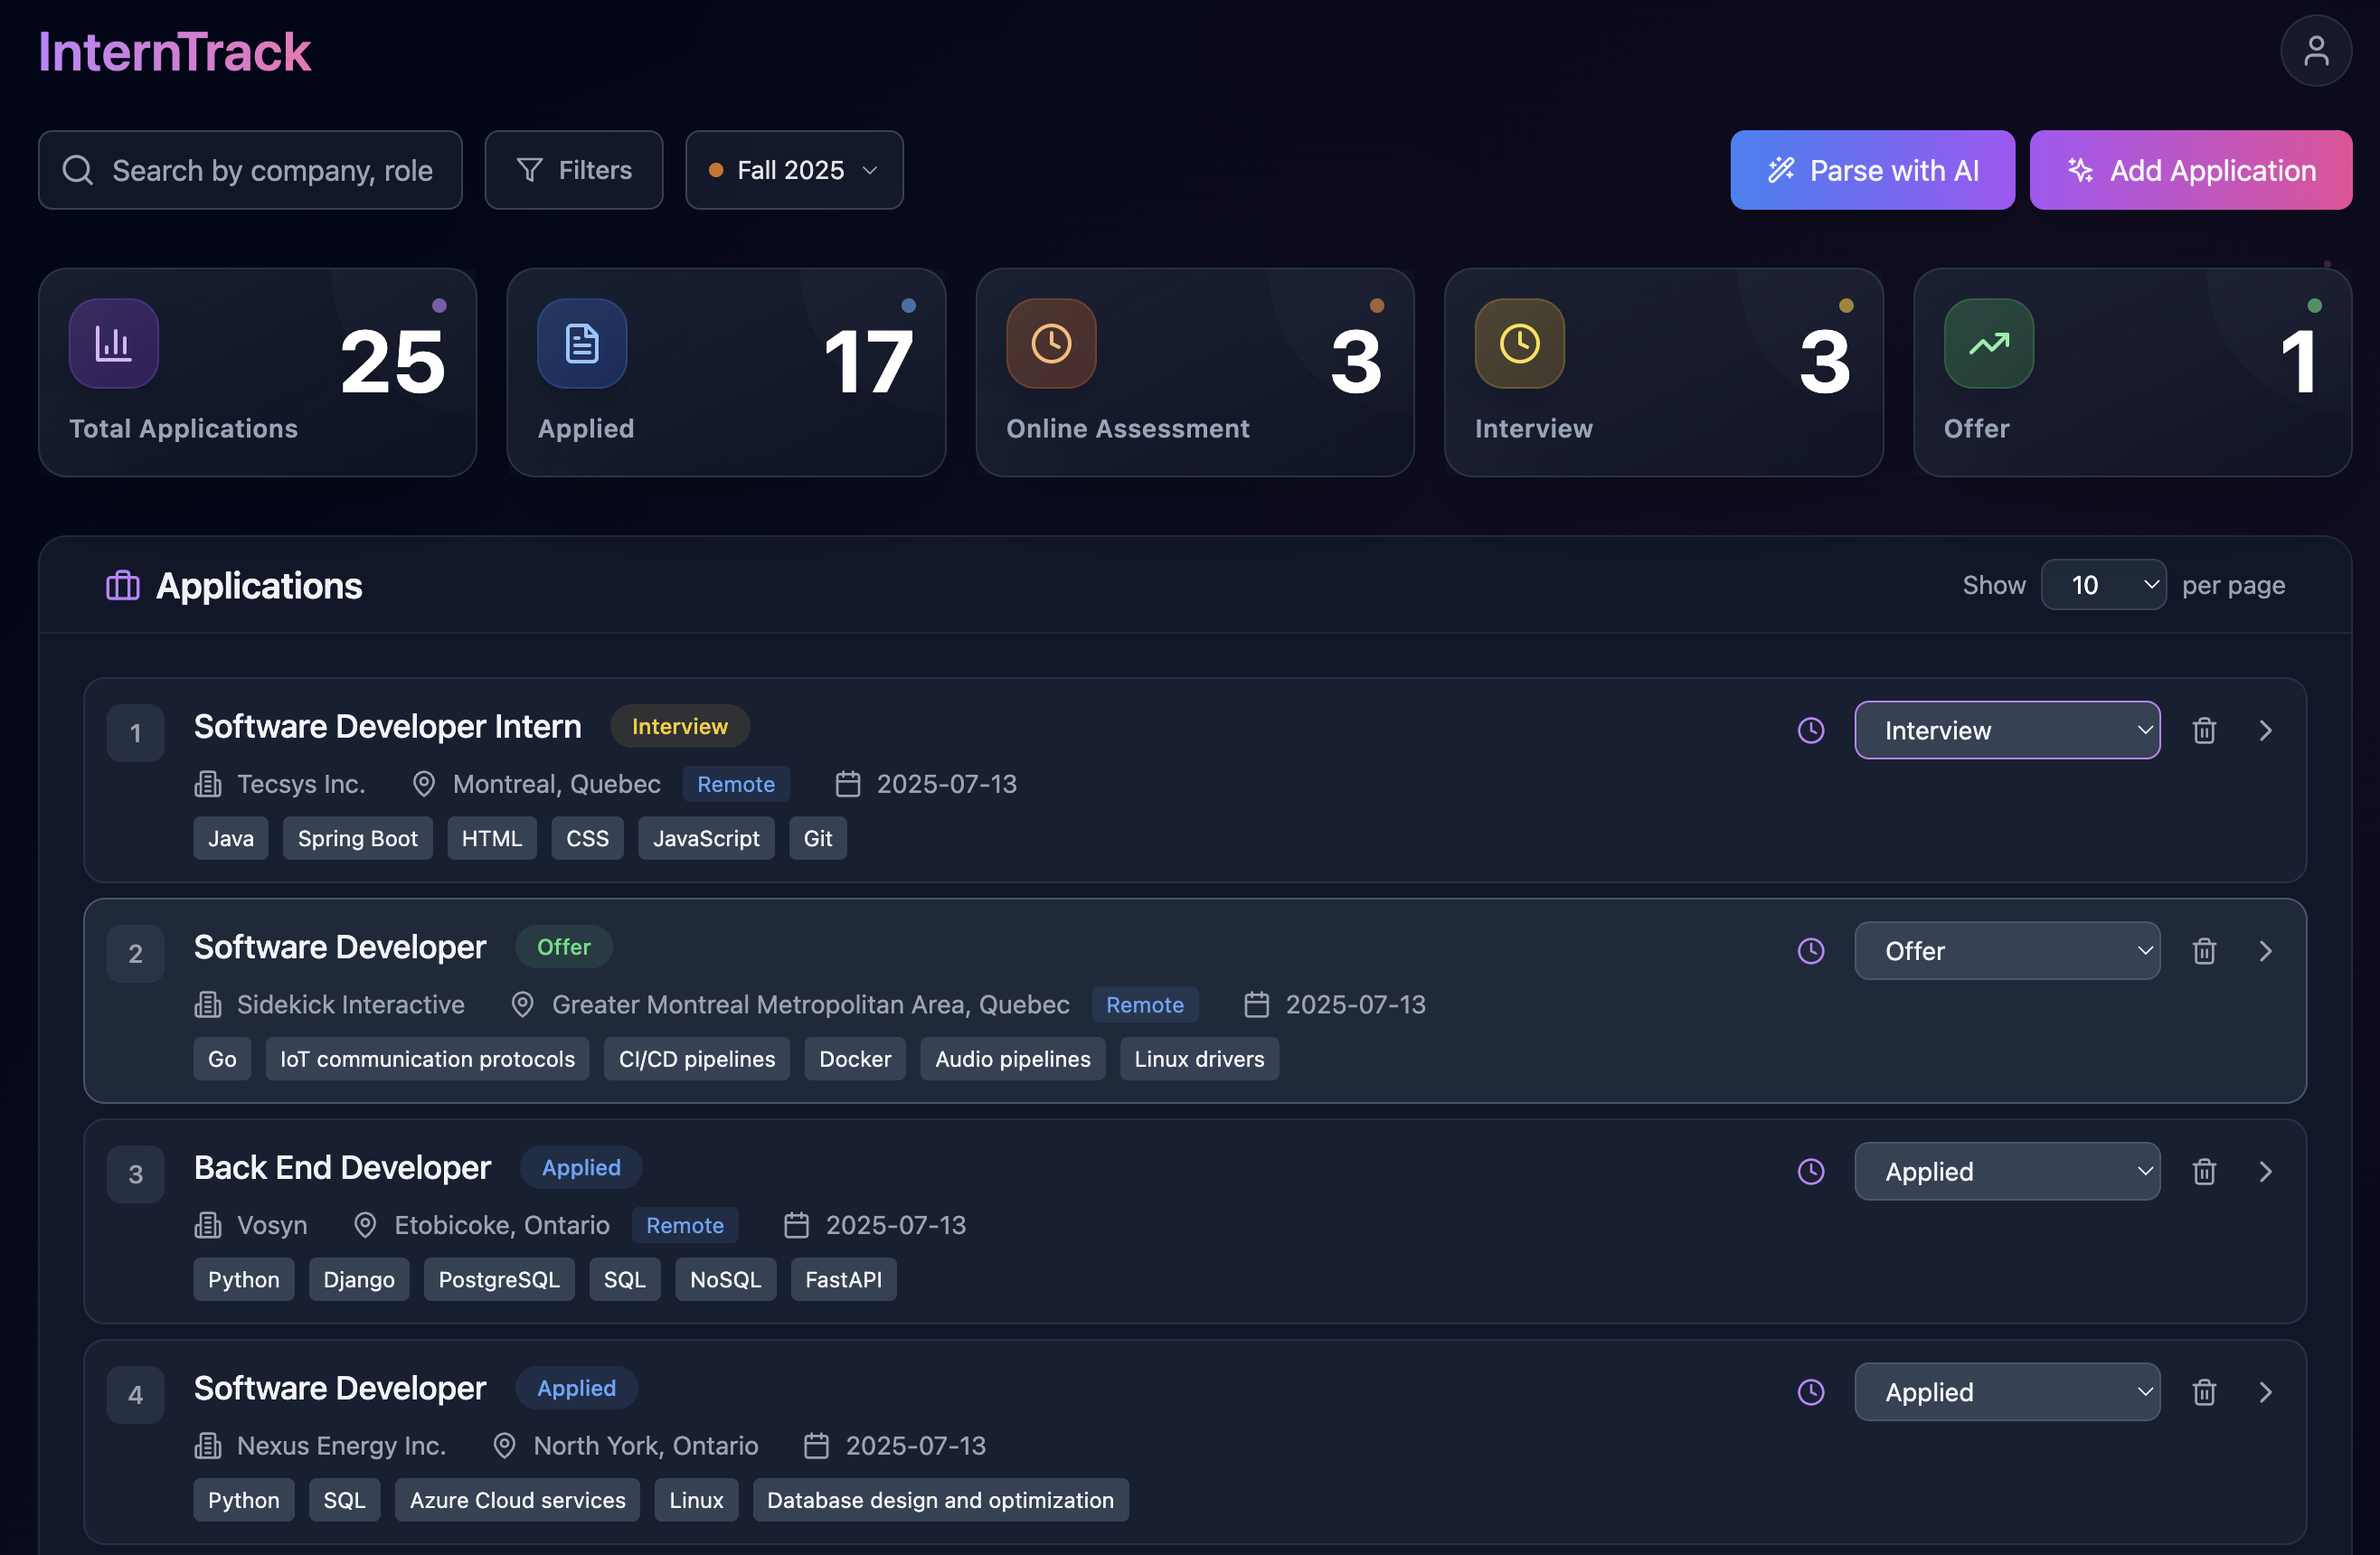 InternTrack
Search by company, role
Filters
Fall 2025
Parse with AI
Add Application
25
Total Applications
17
Applied
3
Online Assessment
3
Interview
1
Offer
Applications
Show 10 per page
1
Software Developer Intern Interview
Interview
Tecsys Inc. Montreal, Quebec Remote 2025-07-13
Java Spring Boot HTML CSS JavaScript Git
2
Software Developer Offer
Offer
Sidekick Interactive Greater Montreal Metropolitan Area, Quebec Remote 2025-07-13
Go IoT communication protocols CI/CD pipelines Docker Audio pipelines Linux drivers
3
Back End Developer Applied
Applied
Vosyn Etobicoke, Ontario Remote 2025-07-13
Python Django PostgreSQL SQL NoSQL FastAPI
4
Software Developer Applied
Applied
Nexus Energy Inc. North York, Ontario 2025-07-13
Python SQL Azure Cloud services Linux Database design and optimization